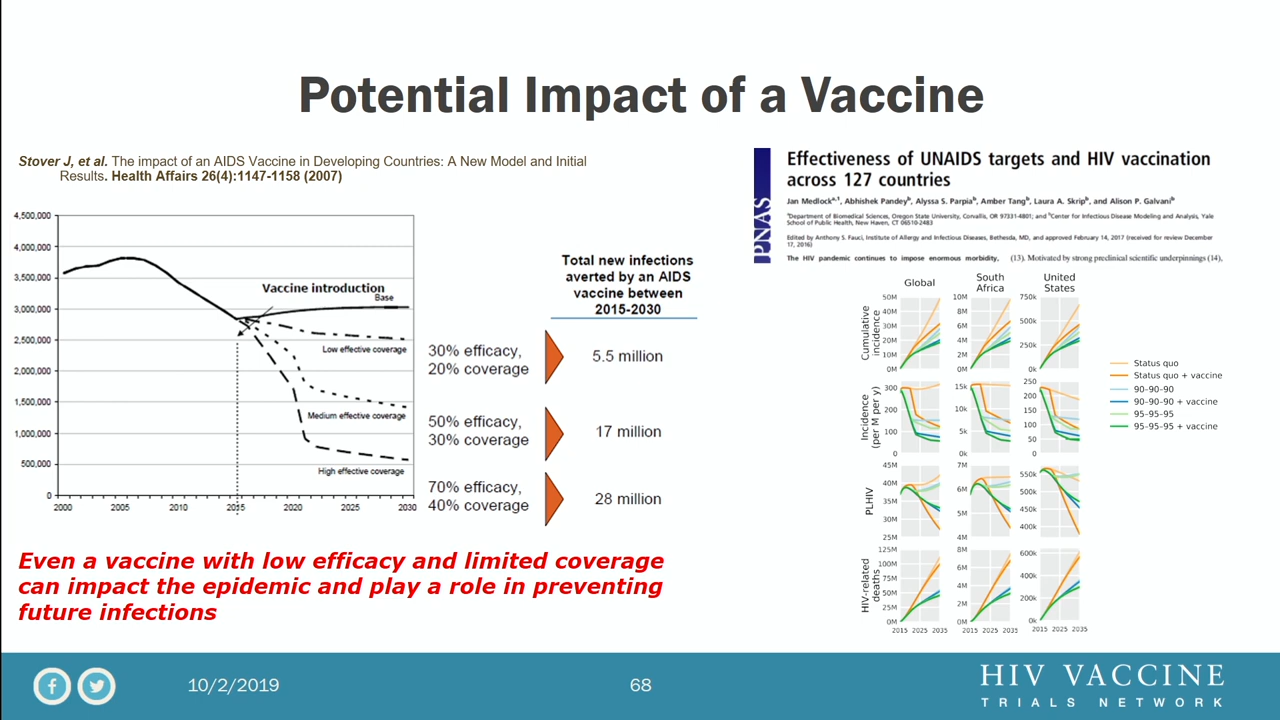 Potential Impact of a Vaccine
Stover J, et al. The impact of an AIDS Vaccine in Developing Countries: A New Model and Initial
Results. Health Affairs 26(4):1147-1158 (2007)
4,500,000
4,000,000
3,500,000
3,000,000
2,500,000
2,000,000
1,500,000
1,000,000
500,000
0
2000 2005 2010 2015 2020 2025 2030
Vaccine introduction
Base
Low effective coverage
Medium effective coverage
High effective coverage
Total new infections
averted by an AIDS
vaccine between
2015-2030
30% efficacy,
20% coverage
5.5 million
50% efficacy,
30% coverage
17 million
70% efficacy,
40% coverage
28 million
Even a vaccine with low efficacy and limited coverage
can impact the epidemic and play a role in preventing
future infections
PNAS
Effectiveness of UNAIDS targets and HIV vaccination
across 127 countries
Jan Medlock^a,1, Abhishek Pandey^b, Alyssa S. Parpia^b, Amber Tang^b, Laura A. Skrip^b, and Alison P. Galvani^b
^aDepartment of Biomedical Sciences, Oregon State University, Corvallis, OR 97331-4801; and ^bCenter for Infectious Disease Modeling and Analysis, Yale
School of Public Health, New Haven, CT 06510-2483
Edited by Anthony S. Fauci, Institute of Allergy and Infectious Diseases, Bethesda, MD, and approved February 14, 2017 (received for review December
17, 2016)
The HIV pandemic continues to impose enormous morbidity, (13). Motivated by strong preclinical scientific underpinnings (14),
Global
South
Africa
United
States
Cumulative
incidence
50M
40M
30M
20M
10M
0M
10M
8M
6M
4M
2M
0M
750k
500k
250k
0k
Incidence
(per M per y)
300
200
100
0
15k
10k
5k
0k
250
200
150
100
50
0
PLHIV
45M
40M
35M
30M
25M
7M
6M
5M
4M
550k
500k
450k
400k
HIV-related
deaths
125M
100M
75M
50M
25M
0M
8M
6M
4M
2M
0M
600k
400k
200k
0k
2015 2025 2035 2015 2025 2035 2015 2025 2035
Status quo
Status quo + vaccine
90-90-90
90-90-90 + vaccine
95-95-95
95-95-95 + vaccine
10/2/2019
68
HIV VACCINE
TRIALS NETWORK